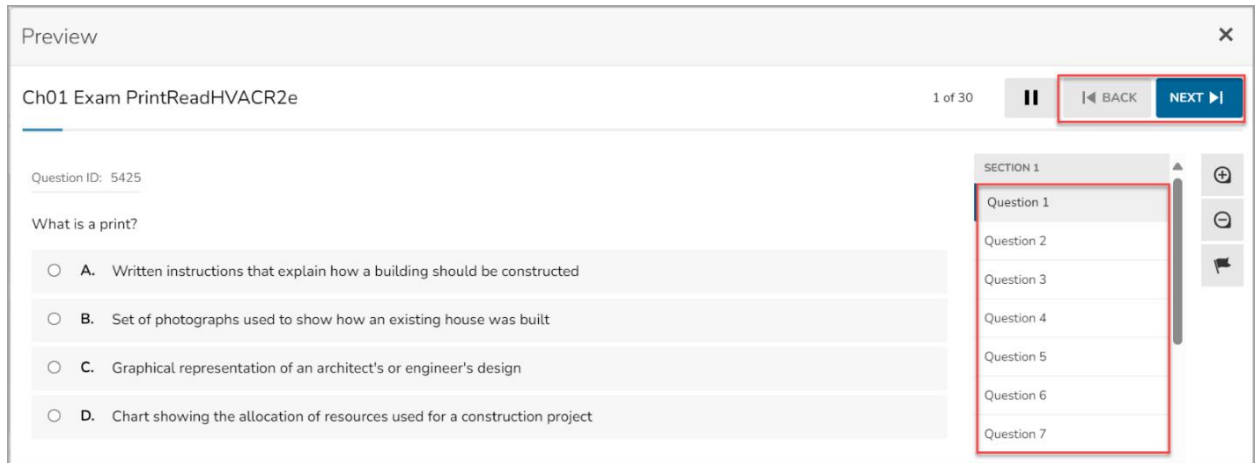 Preview
Ch01 Exam PrintReadHVACR2e
1 of 30
BACK
NEXT
Question ID: 5425
What is a print?
A. Written instructions that explain how a building should be constructed
B. Set of photographs used to show how an existing house was built
C. Graphical representation of an architect's or engineer's design
D. Chart showing the allocation of resources used for a construction project
SECTION 1
Question 1
Question 2
Question 3
Question 4
Question 5
Question 6
Question 7